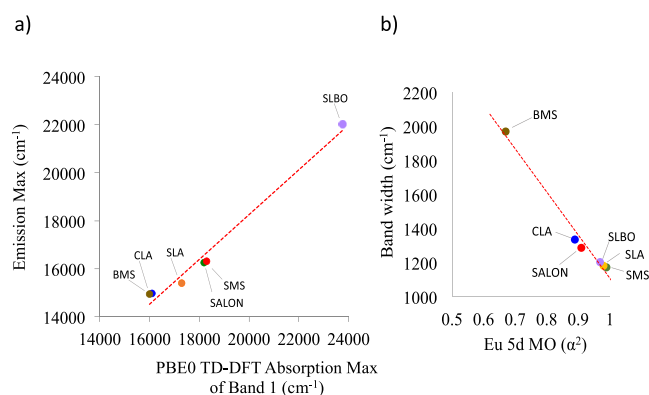 a)
b)
24000
22000
20000
18000
16000
14000
Emission Max (cm⁻¹)
SLBO
CLA
SLA
BMS
SMS
SALON
14000 16000 18000 20000 22000 24000
PBE0 TD-DFT Absorption Max
of Band 1 (cm⁻¹)
2200
2000
1800
1600
1400
1200
1000
Band width (cm⁻¹)
BMS
CLA
SLBO
SALON
SLA
SMS
0.5 0.6 0.7 0.8 0.9 1
Eu 5d MO (α²)